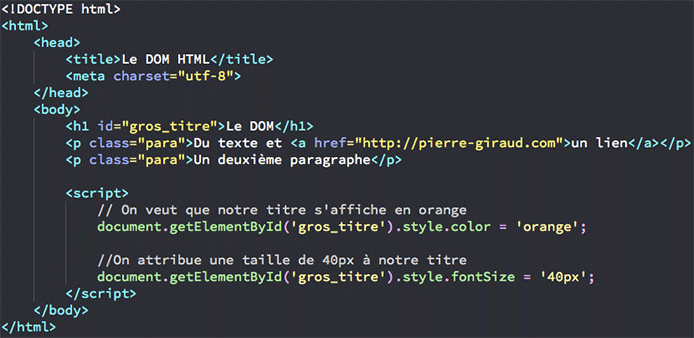 <!DOCTYPE html>
<html>
<head>
<title>Le DOM HTML</title>
<meta charset="utf-8">
</head>
<body>
<h1 id="gros_titre">Le DOM</h1>
<p class="para">Du texte et <a href="http://pierre-giraud.com">un lien</a></p>
<p class="para">Un deuxième paragraphe</p>
<script>
// On veut que notre titre s'affiche en orange
document.getElementById('gros_titre').style.color = 'orange';
//On attribue une taille de 40px à notre titre
document.getElementById('gros_titre').style.fontSize = '40px';
</script>
</body>
</html>